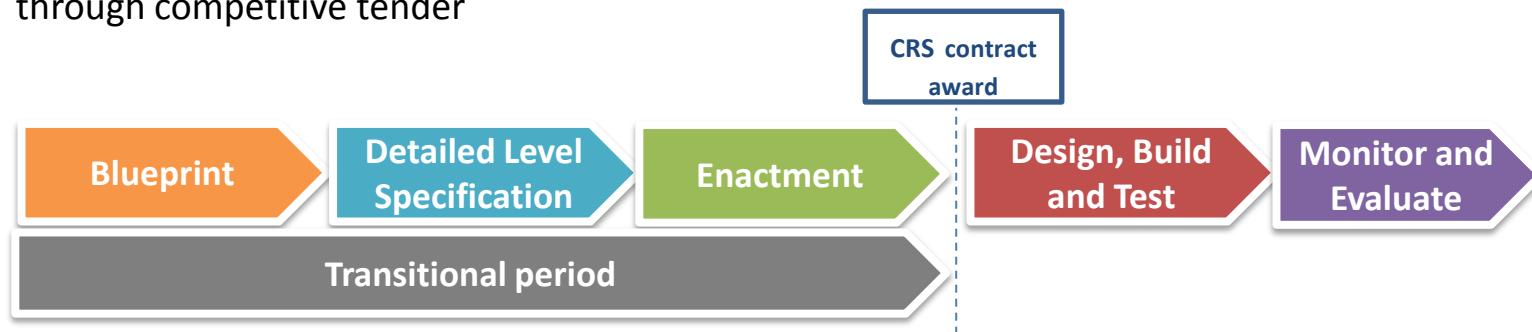 through competitive tender
CRS contract
award
Blueprint
Detailed Level
Specification
Enactment
Design, Build
and Test
Monitor and
Evaluate
Transitional period